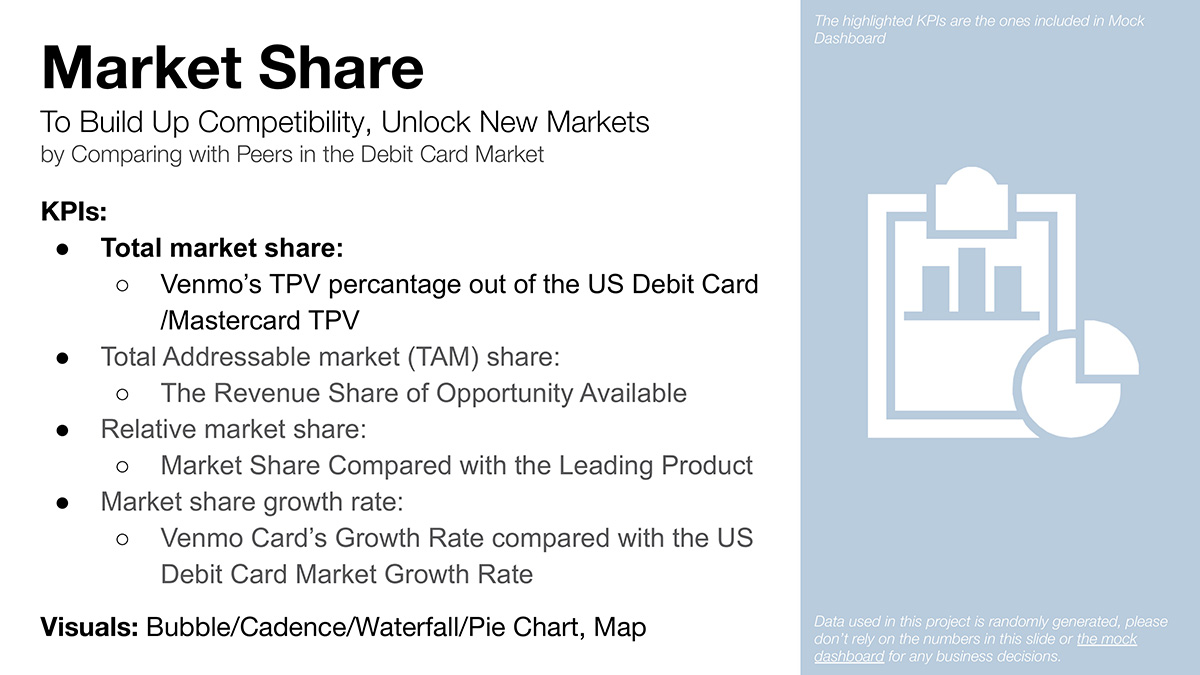 Market Share
To Build Up Competibility, Unlock New Markets
by Comparing with Peers in the Debit Card Market
KPIs:
● Total market share:
○ Venmo’s TPV percantage out of the US Debit Card
/Mastercard TPV
● Total Addressable market (TAM) share:
○ The Revenue Share of Opportunity Available
● Relative market share:
○ Market Share Compared with the Leading Product
● Market share growth rate:
○ Venmo Card’s Growth Rate compared with the US
Debit Card Market Growth Rate
Visuals: Bubble/Cadence/Waterfall/Pie Chart, Map
The highlighted KPIs are the ones included in Mock
Dashboard
Data used in this project is randomly generated, please
don’t rely on the numbers in this slide or the mock
dashboard for any business decisions.